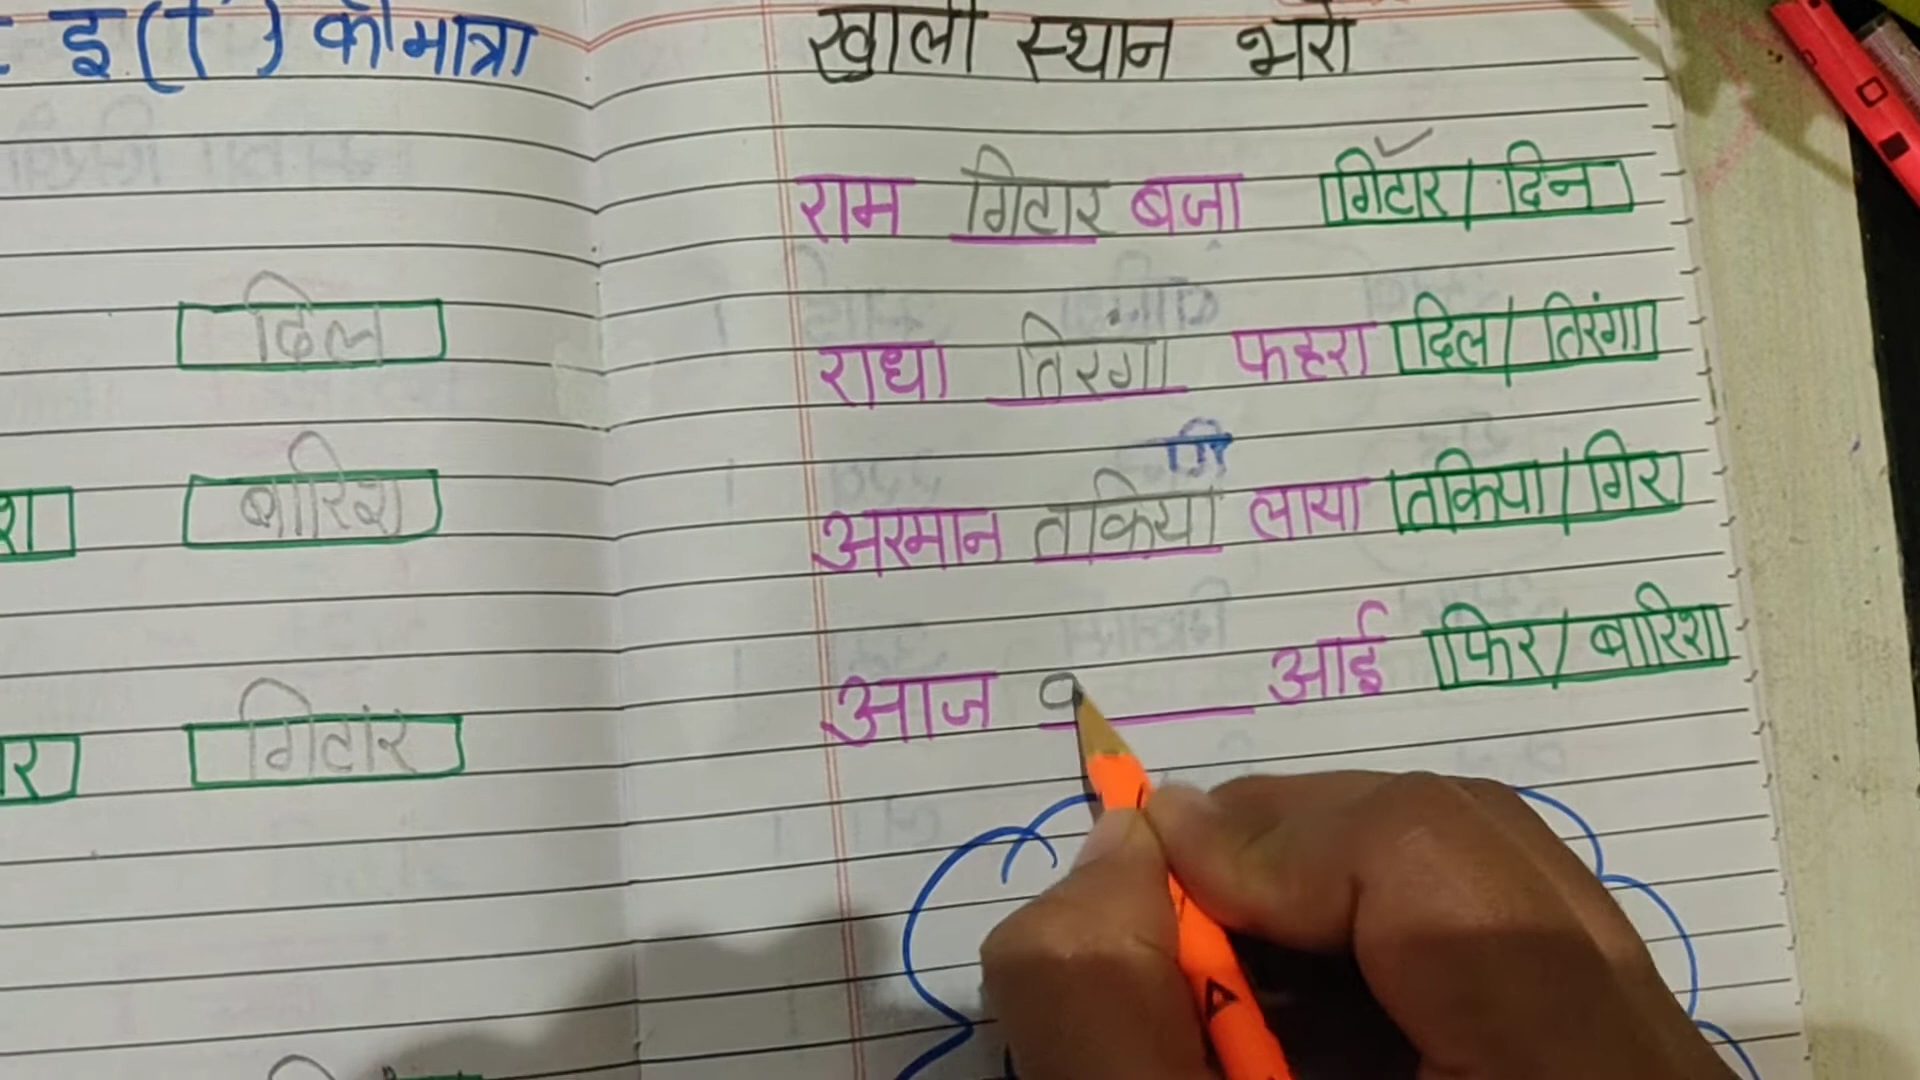 इ (ि) की मात्रा
दिल
श
बारिश
र
गिटार
खाली स्थान भरो
राम गिटार बजा गिटार / दिन
राधा तिरंगा फहरा दिल / तिरंगा
अरमान तकिया लाया तकिया / गिर
आज आई फिर / बारिश